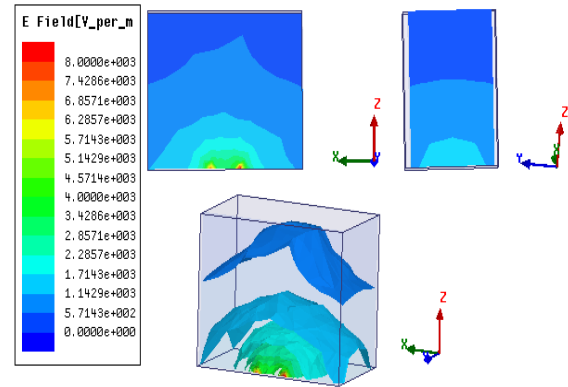 E Field[V_per_m
8.0000e+003
7.4286e+003
6.8571e+003
6.2857e+003
5.7143e+003
5.1429e+003
4.5714e+003
4.0000e+003
3.4286e+003
2.8571e+003
2.2857e+003
1.7143e+003
1.1429e+003
5.7143e+002
0.0000e+000
Z
X
Y
Z
Y
X
Z
X